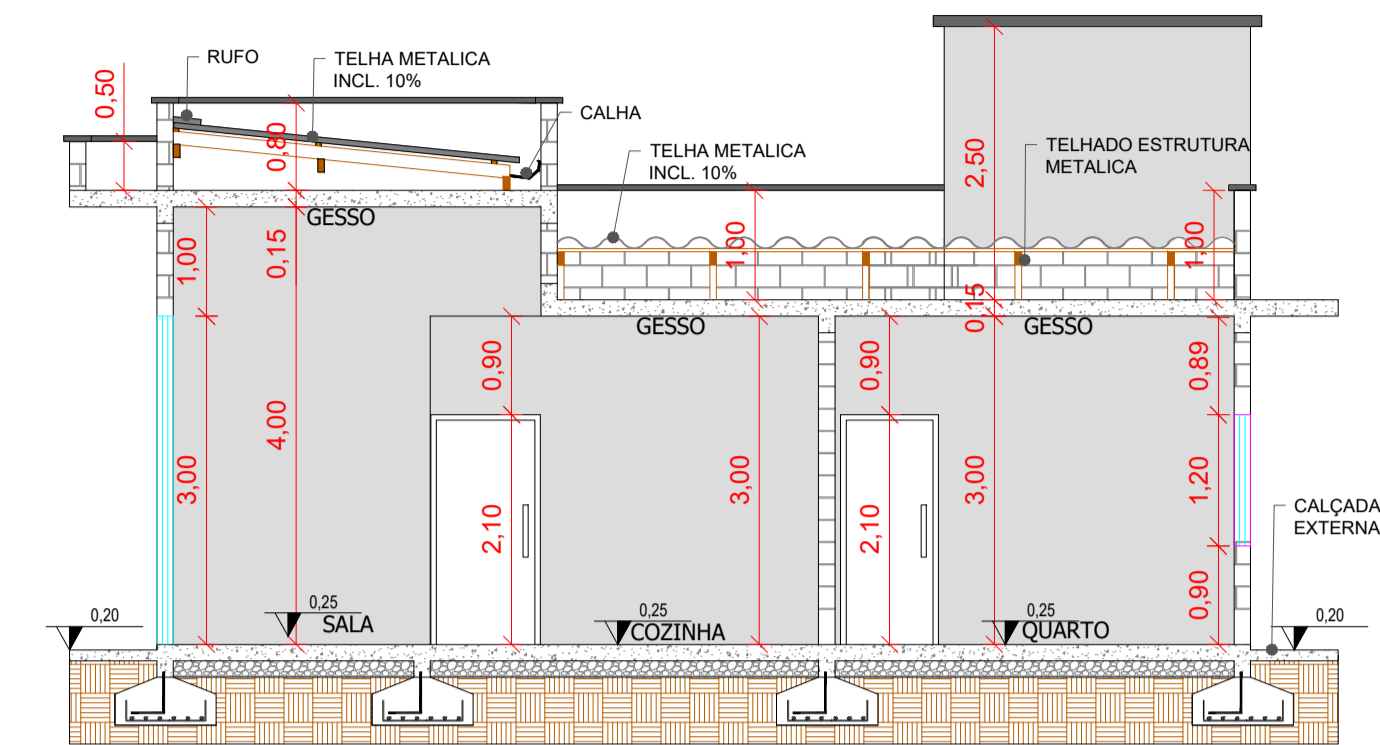 RUFO
TELHA METALICA
INCL. 10%
CALHA
0,50
0,80
TELHA METALICA
INCL. 10%
2,50
TELHADO ESTRUTURA
METALICA
GESSO
1,00
0,15
1,00
1,00
0,15
GESSO
GESSO
0,90
0,90
0,89
4,00
3,00
3,00
3,00
1,20
2,10
2,10
CALÇADA
EXTERNA
0,90
0,20
0,25
SALA
0,25
COZINHA
0,25
QUARTO
0,20